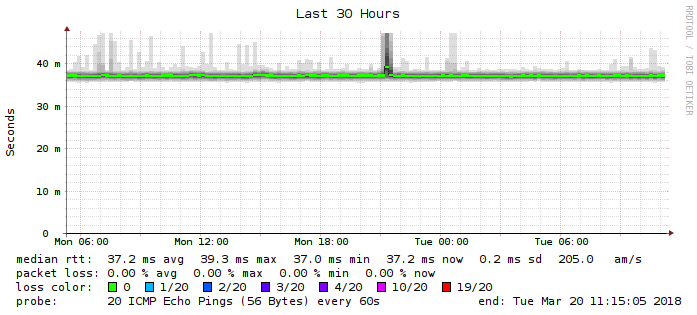 Last 30 Hours
RRDTOOL / TOBI OETIKER
Seconds
40 m
30 m
20 m
10 m
0
Mon 06:00 Mon 12:00 Mon 18:00 Tue 00:00 Tue 06:00
median rtt: 37.2 ms avg 39.3 ms max 37.0 ms min 37.2 ms now 0.2 ms sd 205.0 am/s
packet loss: 0.00 % avg 0.00 % max 0.00 % min 0.00 % now
loss color: 0 1/20 2/20 3/20 4/20 10/20 19/20
probe: 20 ICMP Echo Pings (56 Bytes) every 60s end: Tue Mar 20 11:15:05 2018